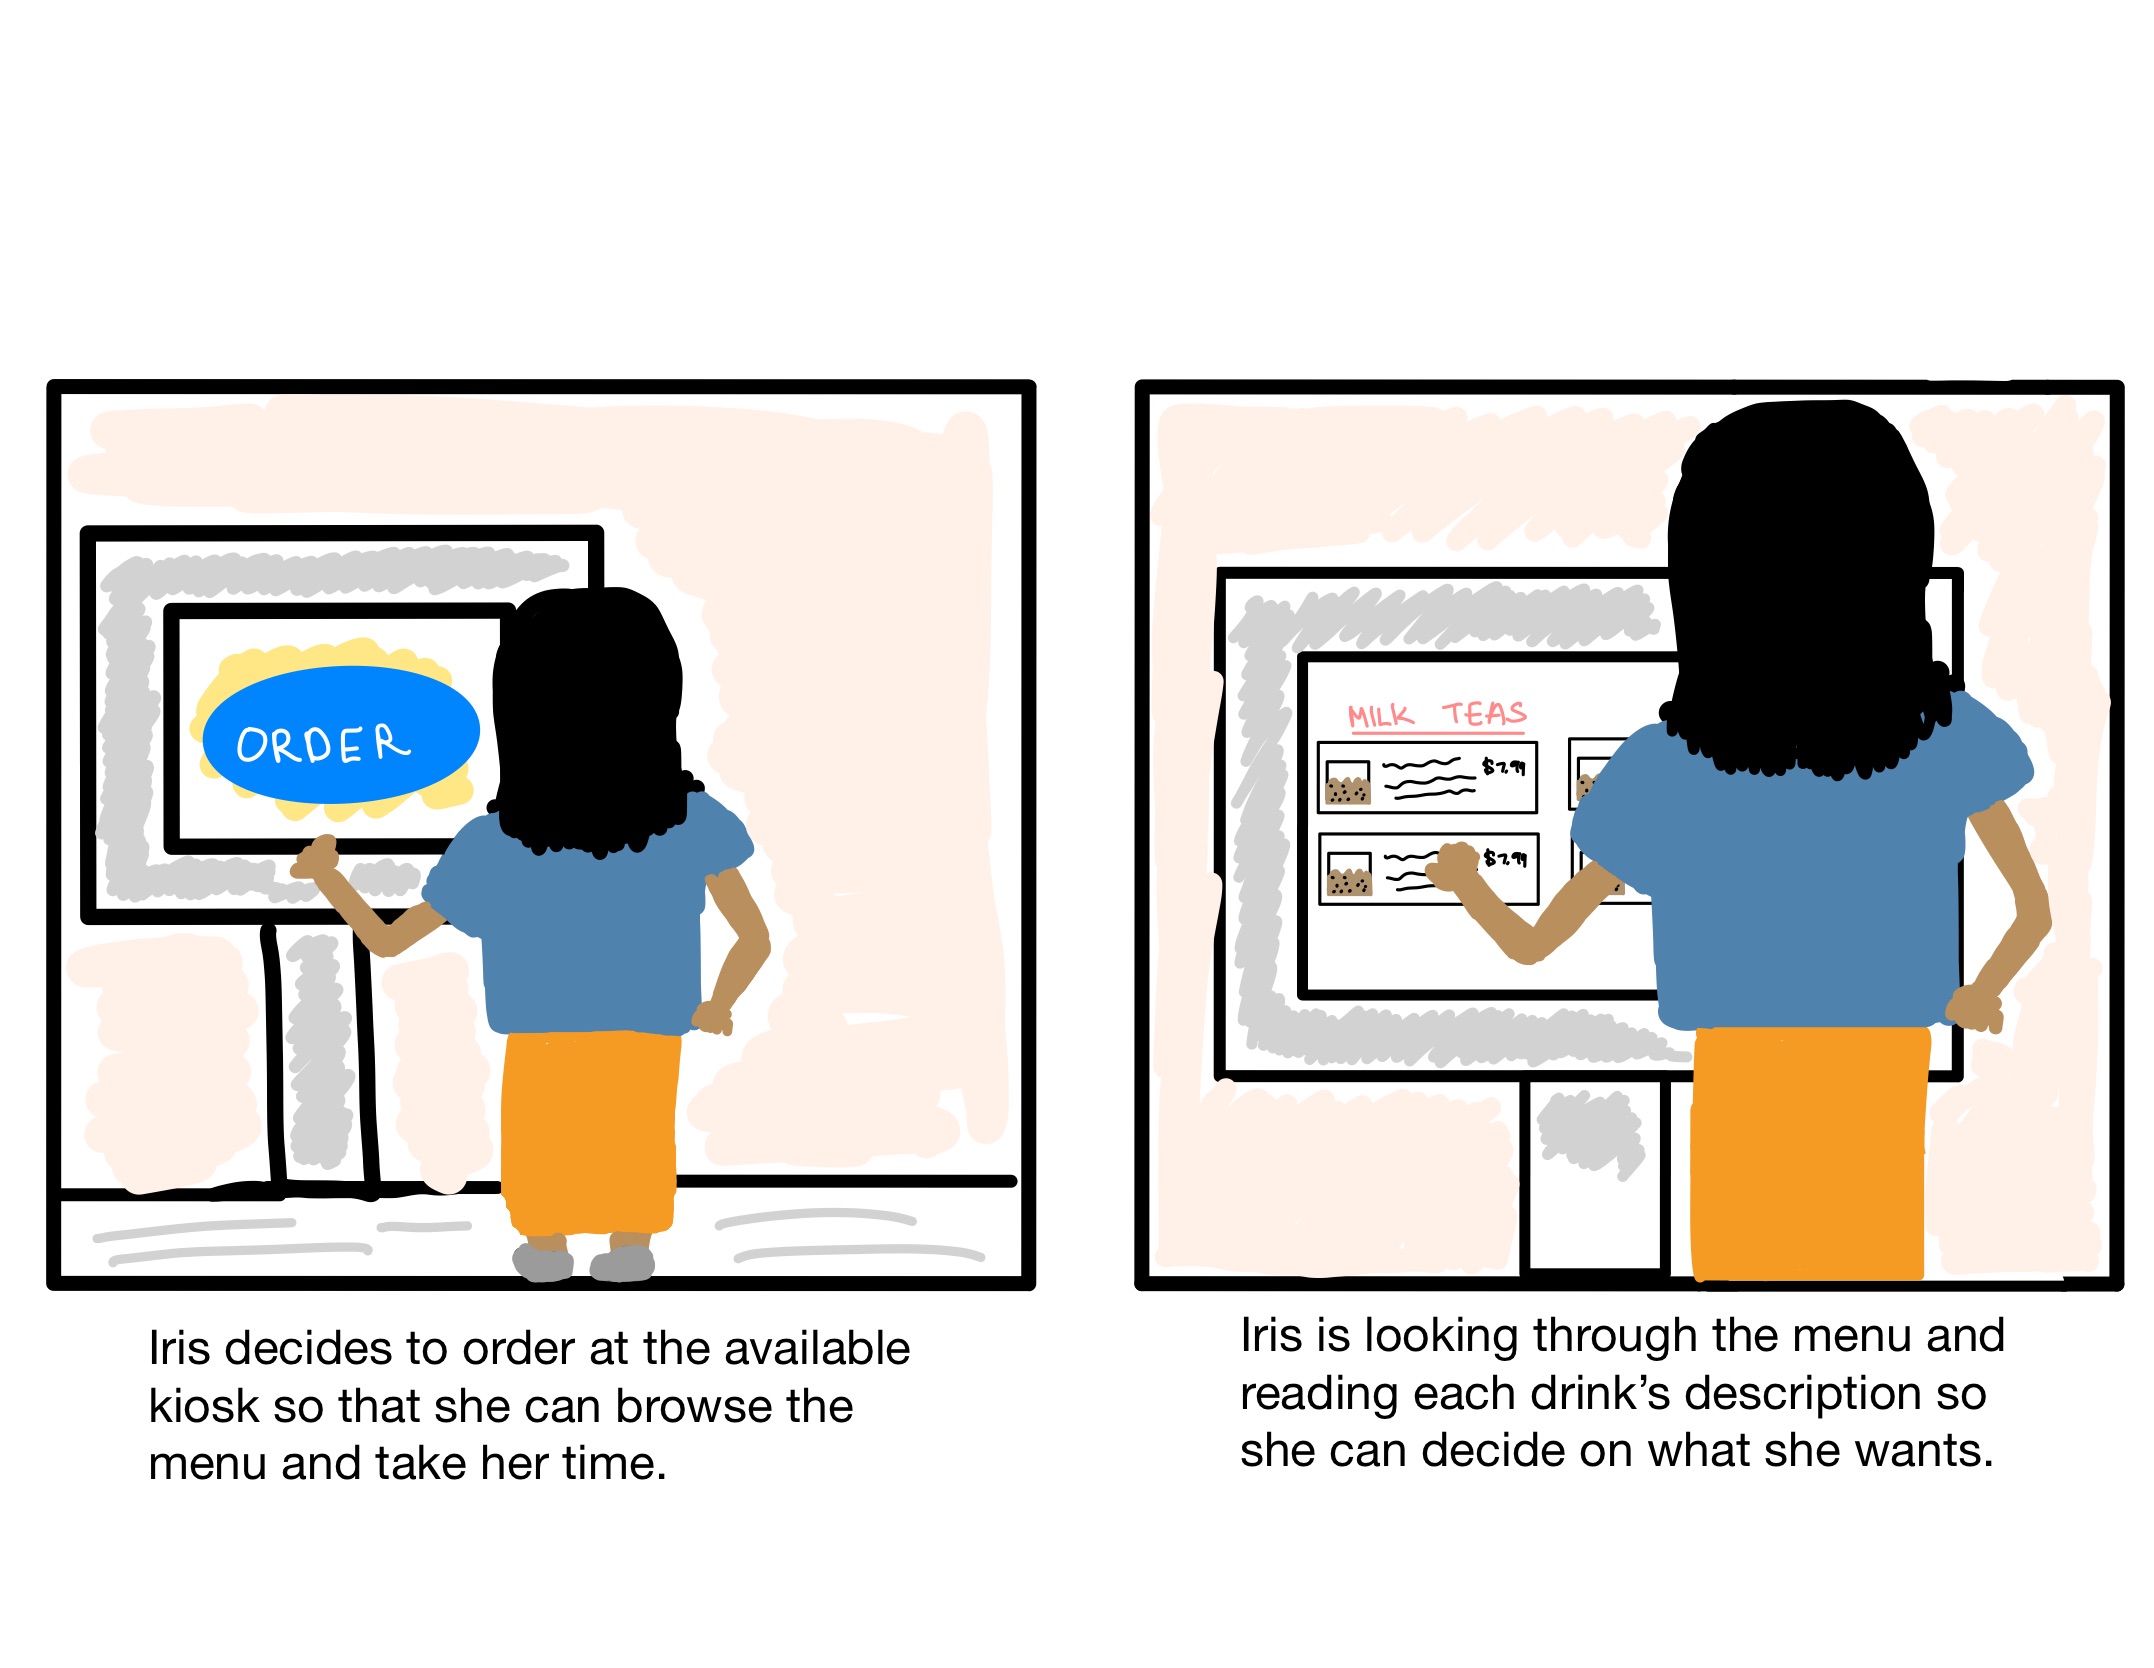 ORDER
Iris decides to order at the available
kiosk so that she can browse the
menu and take her time.
MILK TEAS
$7.99
$7.99
Iris is looking through the menu and
reading each drink’s description so
she can decide on what she wants.